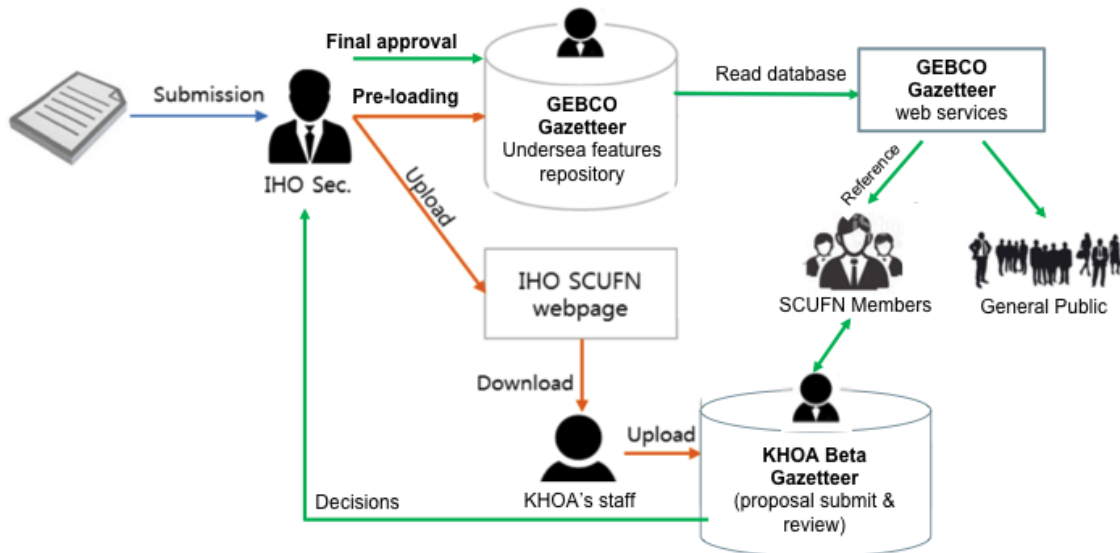 Final approval
Submission
Pre-loading
IHO Sec.
GEBCO
Gazetteer
Undersea features
repository
Read database
GEBCO
Gazetteer
web services
Upload
Reference
IHO SCUFN
webpage
SCUFN Members
General Public
Download
Upload
KHOA's staff
KHOA Beta
Gazetteer
(proposal submit &
review)
Decisions